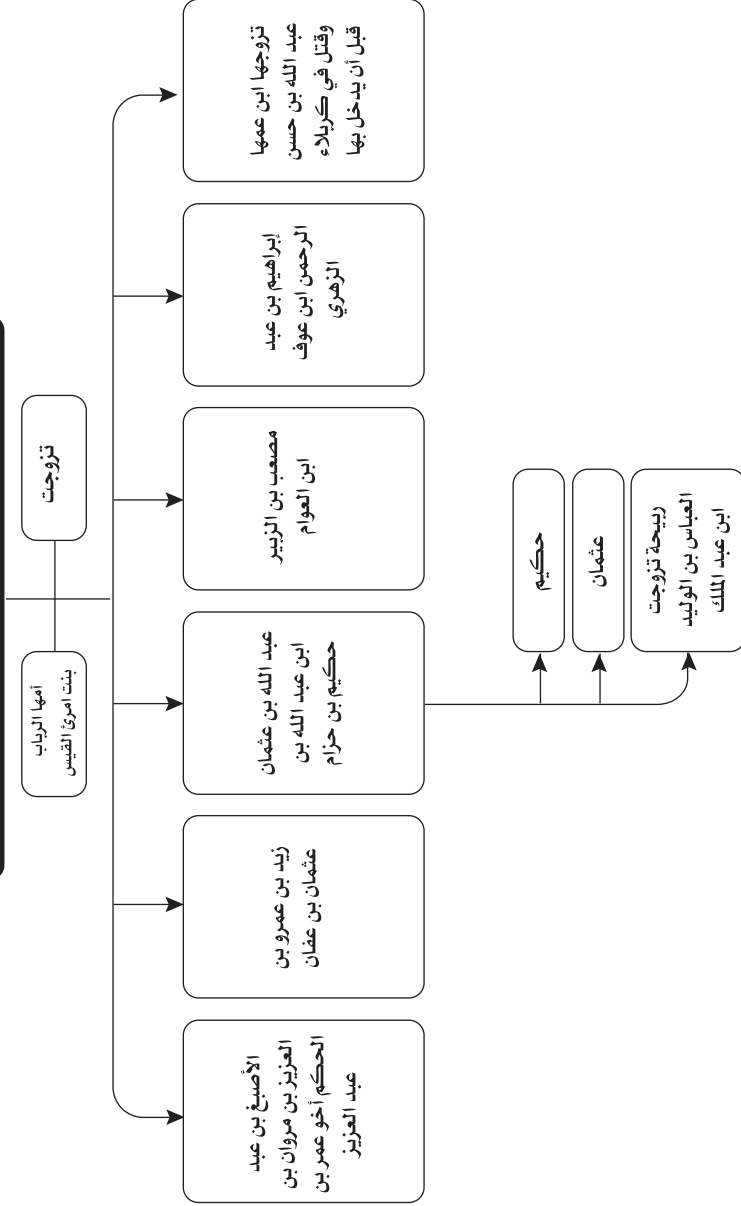 تزوجت
أمها الرباب
بنت امرئ القيس
تزوجها ابن عمها
عبد الله بن حسن
وقتل في كربلاء
قبل أن يدخل بها
إبراهيم بن عبد
الرحمن ابن عوف
الزهري
مصعب بن الزبير
ابن العوام
عبد الله بن عثمان
ابن عبد الله بن
حكيم بن حزام
زيد بن عمرو بن
عثمان بن عفان
الأصبغ بن عبد
العزيز بن مروان بن
الحكم أخو عمر بن
عبد العزيز
حكيم
عثمان
ربيحة تزوجت
العباس بن الوليد
ابن عبد الملك